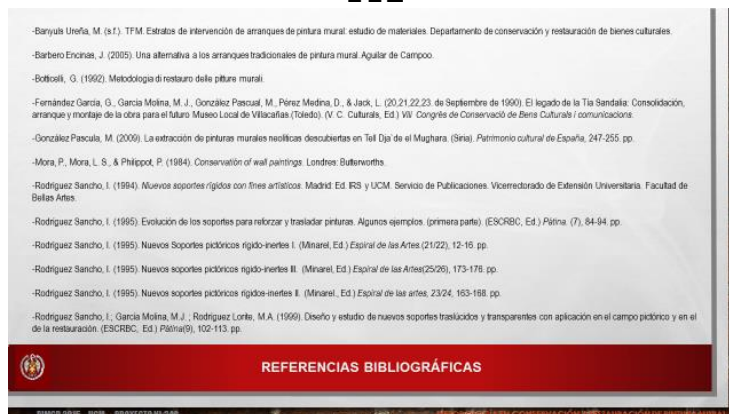 -Banyuls Ureña, M. (s.f.). TFM. Estratos de intervención de arranques de pintura mural: estudio de materiales. Departamento de conservación y restauración de bienes culturales.
-Barbero Encinas, J. (2005). Una alternativa a los arranques tradicionales de pintura mural. Aguilar de Campoo.
-Botticelli, G. (1992). Metodologia di restauro delle pitture murali.
-Fernández García, G., García Molina, M. J., González Pascual, M., Pérez Medina, D., & Jack, L. (20,21,22,23. de Septiembre de 1990). El legado de la Tía Sandalia: Consolidación,
arranque y montaje de la obra para el futuro Museo Local de Villacañas.(Toledo). (V. C. Culturals, Ed.) VIII Congrés de Conservació de Bens Culturals i comunicacions.
-González Pascula, M. (2009). La extracción de pinturas murales neolíticas descubiertas en Tell Dja´de el Mughara. (Siria). Patrimonio cultural de España, 247-255. pp.
-Mora, P., Mora, L. S., & Philippot, P. (1984). Conservation of wall paintings. Londres: Butterworths.
-Rodríguez Sancho, I. (1994). Nuevos soportes rígidos con fines artísticos. Madrid: Ed. IRS y UCM. Servicio de Publicaciones. Vicerrectorado de Extensión Universitaria. Facultad de
Bellas Artes.
-Rodríguez Sancho, I. (1995). Evolución de los soportes para reforzar y trasladar pinturas. Algunos ejemplos. (primera parte). (ESCRBC, Ed.) Pátina. (7), 84-94. pp.
-Rodríguez Sancho, I. (1995). Nuevos Soportes pictóricos rígido-inertes I. (Minarel, Ed.) Espiral de las Artes.(21/22), 12-16. pp.
-Rodríguez Sancho, I. (1995). Nuevos soportes pictóricos rígido-inertes III. (Minarel, Ed.) Espiral de las Artes(25/26), 173-176. pp.
-Rodríguez Sancho, I. (1995). Nuevos soportes pictóricos rígidos-inertes II. (Minarel., Ed.) Espiral de las artes, 23/24, 163-168. pp.
-Rodríguez Sancho, I.; García Molina, M.J. ; Rodríguez Lorite, M.A. (1999). Diseño y estudio de nuevos soportes traslúcidos y transparentes con aplicación en el campo pictórico y en el
de la restauración. (ESCRBC, Ed.) Pátina(9), 102-113. pp.
REFERENCIAS BIBLIOGRÁFICAS